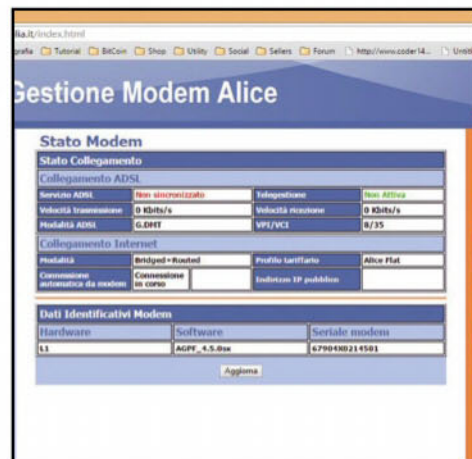 lia.it/index.html
grafia Tutorial BitCoin Shop Utility Social Sellers Forum http://www.coder14... Untitl
Gestione Modem Alice
Stato Modem
Stato Collegamento
Collegamento ADSL
Servizio ADSL Non sincronizzato Telegestione Non Attiva
Velocità trasmissione 0 Kbits/s Velocità ricezione 0 Kbits/s
Modalità ADSL G.DMT VPI/VCI 8/35
Collegamento Internet
Modalità Bridged+Routed Profilo tariffario Alice Flat
Connessione automatica da modem Connessione in corso Indirizzo IP pubblico
Dati Identificativi Modem
Hardware Software Seriale modem
L1 AGPF_4.5.0sx 67904X0214501
Aggiorna